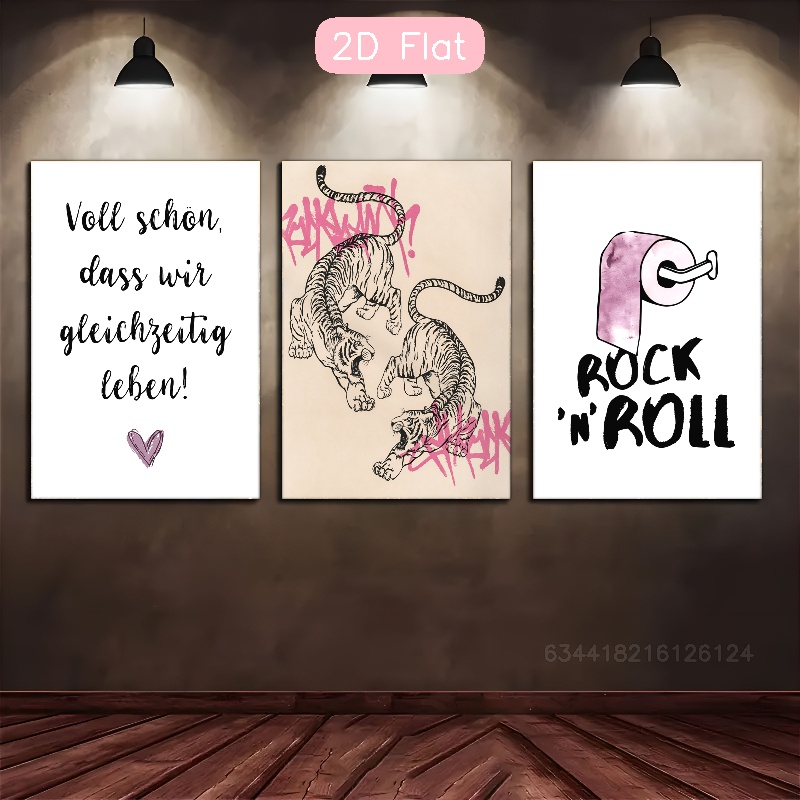 2D Flat
Voll schön,
dass wir
gleichzeitig
leben!
ROCK
'N' ROLL
634418216126124